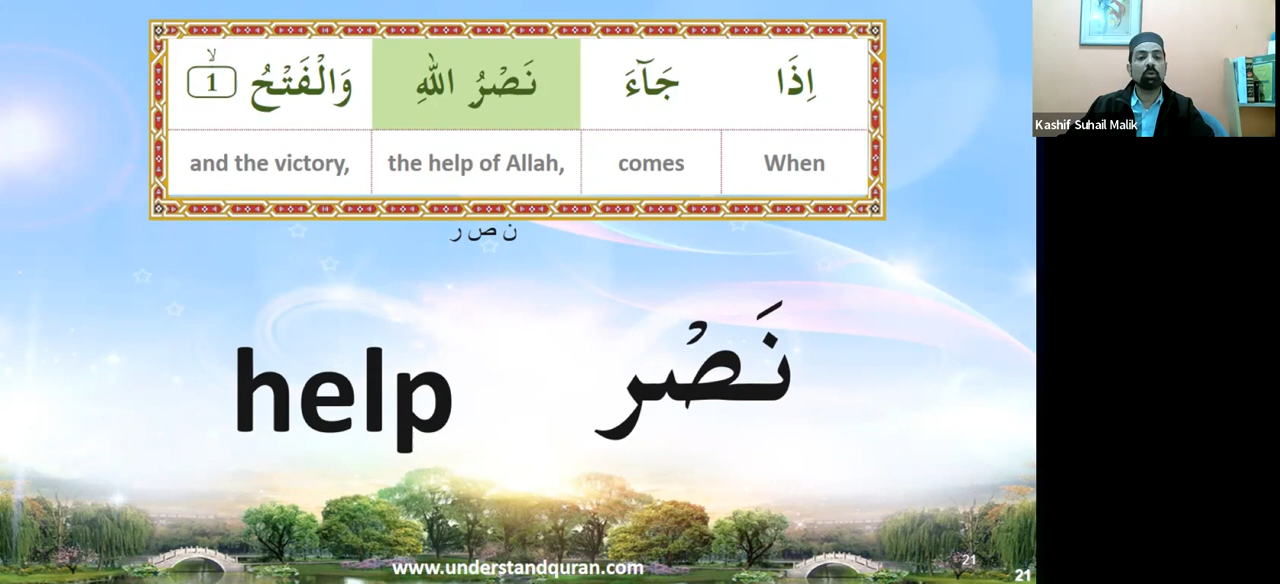 اِذَا جَآءَ نَصْرُ اللّٰهِ وَالْفَتْحُ ۙ 1
and the victory, the help of Allah, comes When
ن ص ر
help نَصْر
www.understandquran.com
21
21
Kashif Suhail Malik